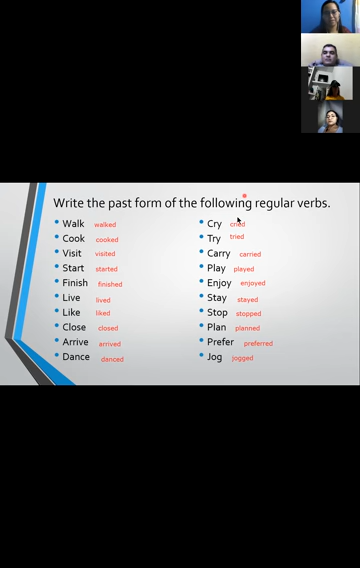 Write the past form of the following regular verbs.
Walk walked
Cook cooked
Visit visited
Start started
Finish finished
Live lived
Like liked
Close closed
Arrive arrived
Dance danced
Cry cried
Try tried
Carry carried
Play played
Enjoy enjoyed
Stay stayed
Stop stopped
Plan planned
Prefer preferred
Jog jogged